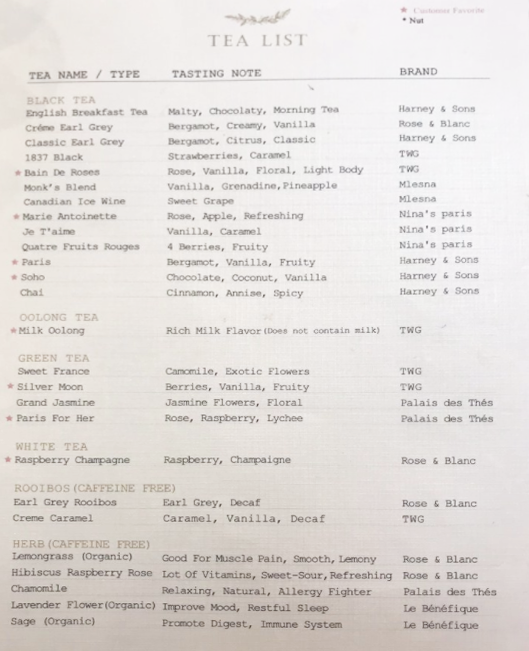 * Customer Favorite
* Nut
TEA LIST
TEA NAME / TYPE TASTING NOTE BRAND
BLACK TEA
English Breakfast Tea Malty, Chocolaty, Morning Tea Harney & Sons
Créme Earl Grey Bergamot, Creamy, Vanilla Rose & Blanc
Classic Earl Grey Bergamot, Citrus, Classic Harney & Sons
1837 Black Strawberries, Caramel TWG
* Bain De Roses Rose, Vanilla, Floral, Light Body TWG
Monk's Blend Vanilla, Grenadine, Pineapple Mlesna
Canadian Ice Wine Sweet Grape Mlesna
* Marie Antoinette Rose, Apple, Refreshing Nina's paris
Je T'aime Vanilla, Caramel Nina's paris
Quatre Fruits Rouges 4 Berries, Fruity Nina's paris
* Paris Bergamot, Vanilla, Fruity Harney & Sons
* Soho Chocolate, Coconut, Vanilla Harney & Sons
Chai Cinnamon, Annise, Spicy Harney & Sons
OOLONG TEA
* Milk Oolong Rich Milk Flavor (Does not contain milk) TWG
GREEN TEA
Sweet France Camomile, Exotic Flowers TWG
* Silver Moon Berries, Vanilla, Fruity TWG
Grand Jasmine Jasmine Flowers, Floral Palais des Thés
* Paris For Her Rose, Raspberry, Lychee Palais des Thés
WHITE TEA
* Raspberry Champagne Raspberry, Champaigne Rose & Blanc
ROOIBOS (CAFFEINE FREE)
Earl Grey Rooibos Earl Grey, Decaf Rose & Blanc
Creme Caramel Caramel, Vanilla, Decaf TWG
HERB (CAFFEINE FREE)
Lemongrass (Organic) Good For Muscle Pain, Smooth, Lemony Rose & Blanc
Hibiscus Raspberry Rose Lot Of Vitamins, Sweet-Sour, Refreshing Rose & Blanc
Chamomile Relaxing, Natural, Allergy Fighter Palais des Thés
Lavender Flower (Organic) Improve Mood, Restful Sleep Le Bénéfique
Sage (Organic) Promote Digest, Immune System Le Bénéfique